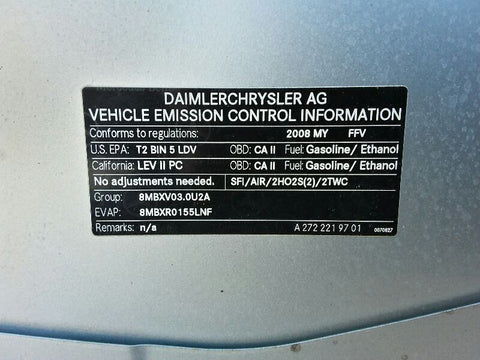 DAIMLERCHRYSLER AG
VEHICLE EMISSION CONTROL INFORMATION
Conforms to regulations: 2008 MY FFV
U.S. EPA: T2 BIN 5 LDV OBD: CA II Fuel: Gasoline/ Ethanol
California: LEV II PC OBD: CA II Fuel: Gasoline/ Ethanol
No adjustments needed. SFI/AIR/2HO2S(2)/2TWC
Group: 8MBXV03.0U2A
EVAP: 8MBXR0155LNF
Remarks: n/a A 272 221 97 01